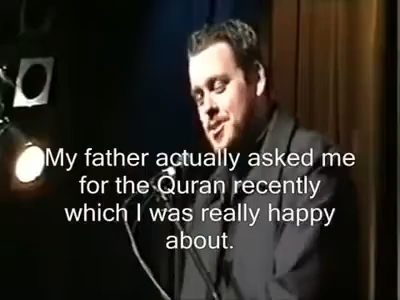 My father actually asked me
for the Quran recently
which I was really happy
about.